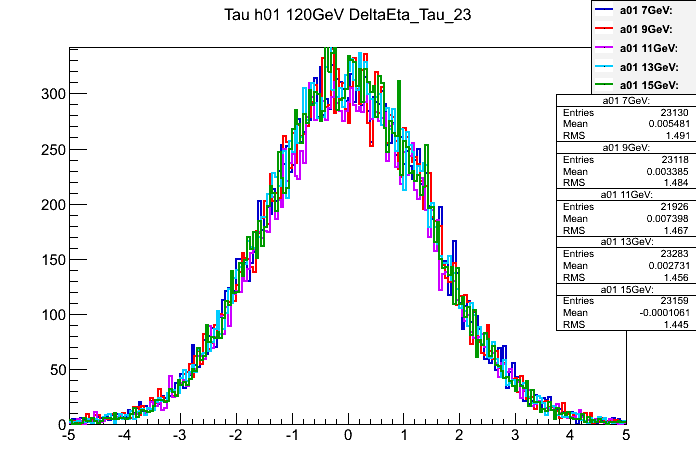 Tau h01 120GeV DeltaEta_Tau_23
a01 7GeV:
a01 9GeV:
a01 11GeV:
a01 13GeV:
a01 15GeV:
a01 7GeV:
Entries 23130
Mean 0.005481
RMS 1.491
a01 9GeV:
Entries 23118
Mean 0.003385
RMS 1.484
a01 11GeV:
Entries 21926
Mean 0.007398
RMS 1.467
a01 13GeV:
Entries 23283
Mean 0.002731
RMS 1.456
a01 15GeV:
Entries 23159
Mean -0.0001061
RMS 1.445
300
250
200
150
100
50
0
-5 -4 -3 -2 -1 0 1 2 3 4 5